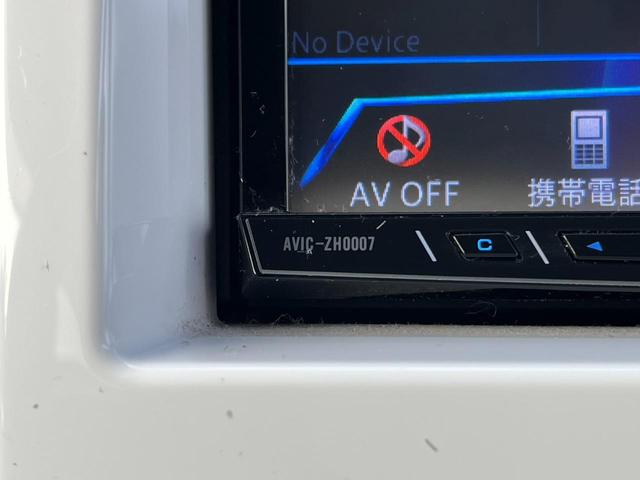 No Device
AV OFF
携帯電話
AVIC-ZH0007
C